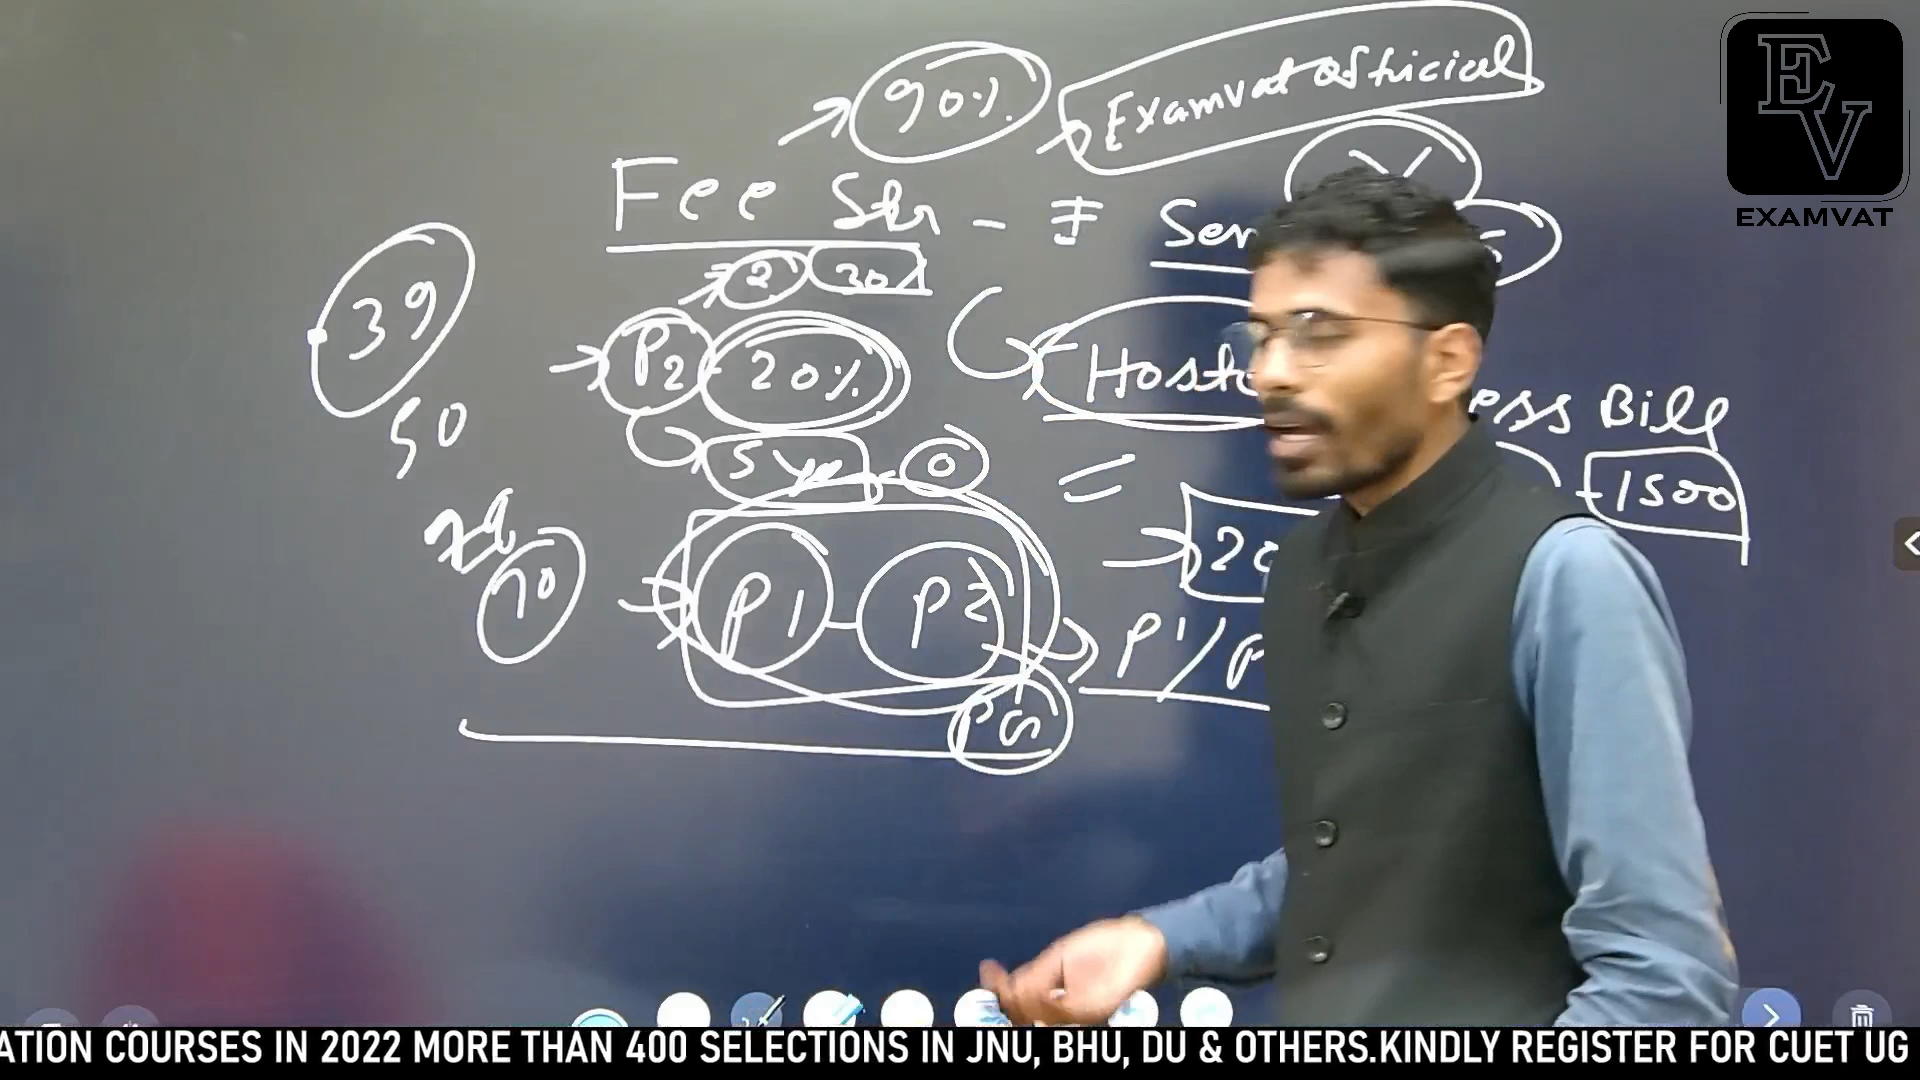 → 90%. Examvat Official
Fee Str - ₹ Ser
2 30%
39
→ P2 20%
Host ess Bill
50
5 0 =
-1500
→ 20
70
→ P1 - P2 → P1/P
PG
EV
EXAMVAT
ATION COURSES IN 2022 MORE THAN 400 SELECTIONS IN JNU, BHU, DU & OTHERS.KINDLY REGISTER FOR CUET UG